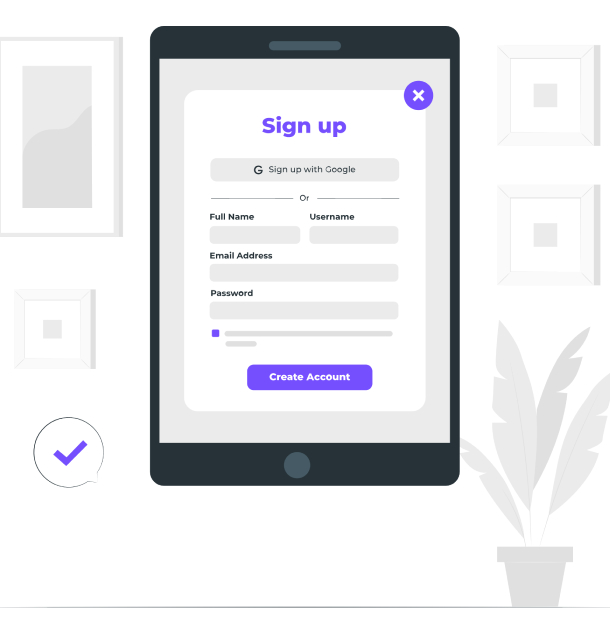 Sign up
G Sign up with Google
Or
Full Name Username
Email Address
Password
Create Account